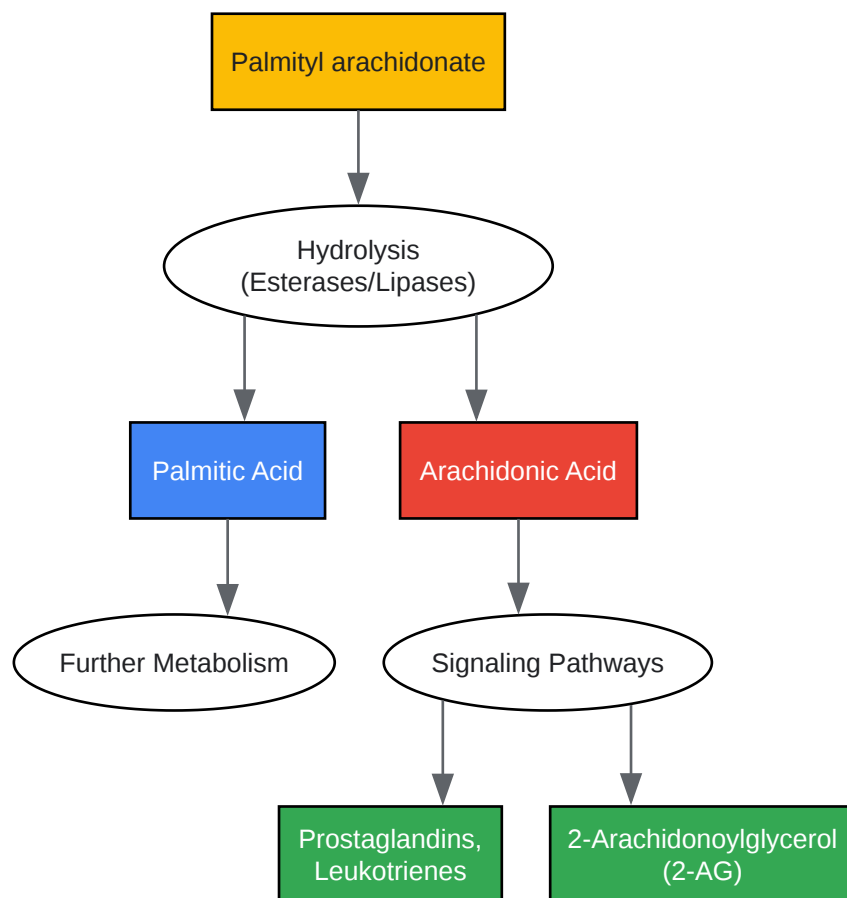 Palmityl arachidonate
Hydrolysis
(Esterases/Lipases)
Palmitic Acid
Arachidonic Acid
Further Metabolism
Signaling Pathways
Prostaglandins,
Leukotrienes
2-Arachidonoylglycerol
(2-AG)